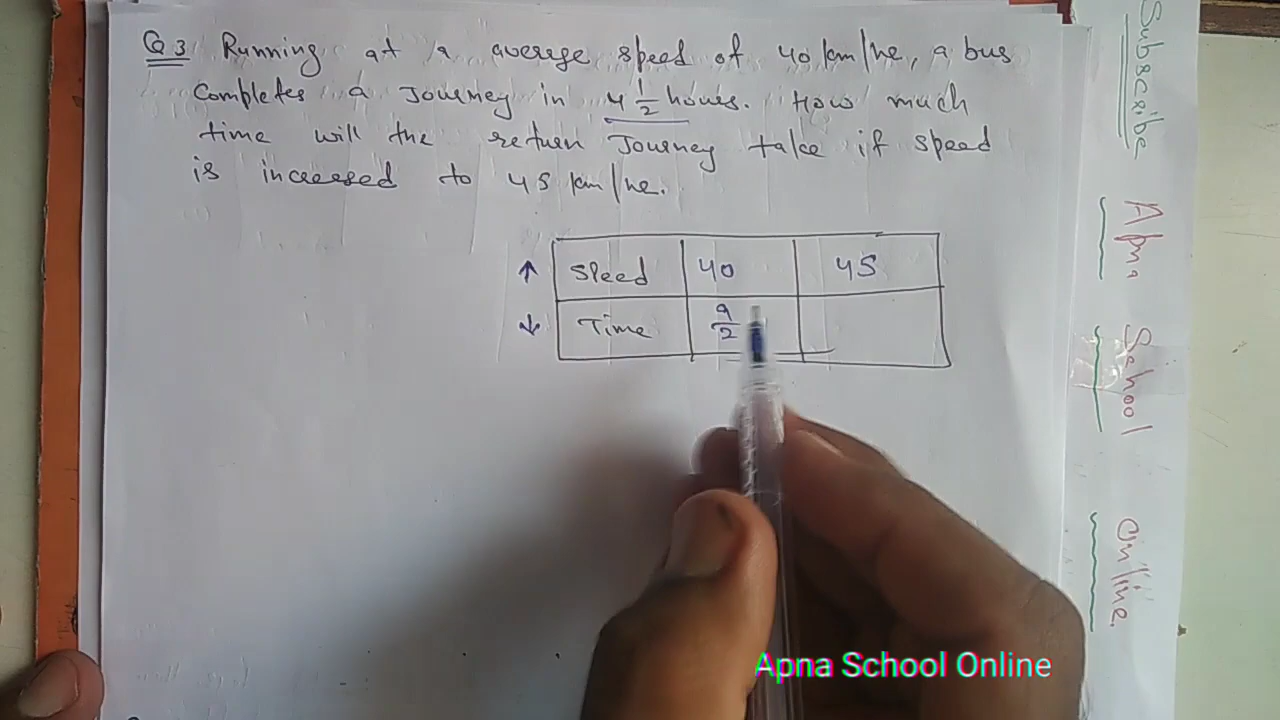 Q3 Running at a average speed of 40 km/hr, a bus
Completes a Journey in 4 1/2 hours. How much
time will the return Journey take if speed
is increased to 45 km/hr.
↑ Speed 40 45
↓ Time 9/2
Subscribe Apna School Online.
Apna School Online